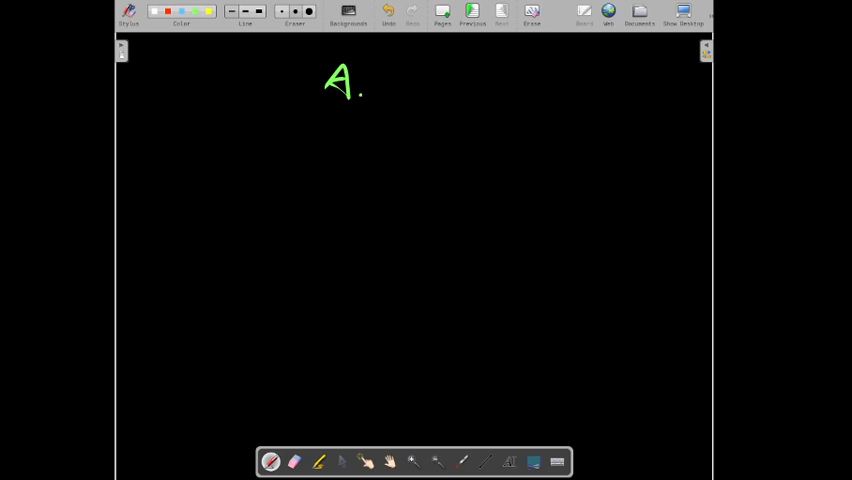 Stylus Color Line Eraser Backgrounds Undo Redo Pages Previous Next Erase Board Web Documents Show Desktop
A.